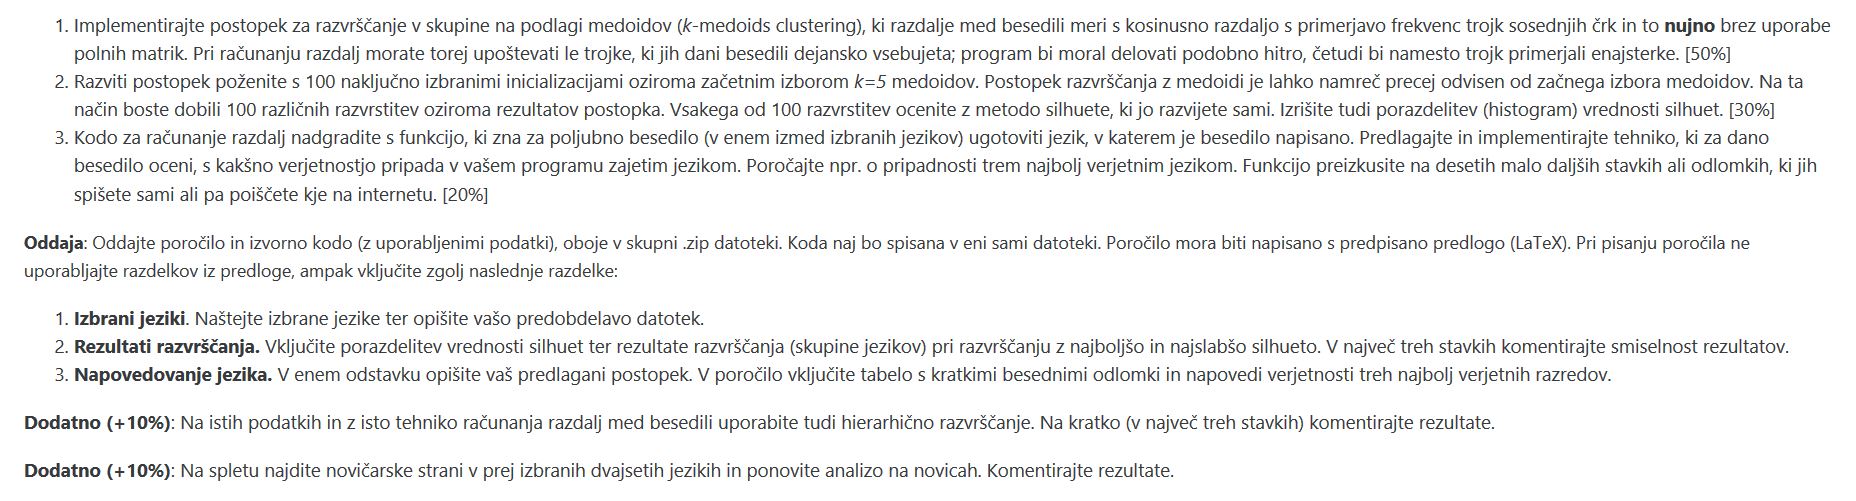 1. Implementirajte postopek za razvrščanje v skupine na podlagi medoidov (k-medoids clustering), ki razdalje med besedili meri s kosinusno razdaljo s primerjavo frekvenc trojk sosednjih črk in to nujno brez uporabe
polnih matrik. Pri računanju razdalj morate torej upoštevati le trojke, ki jih dani besedili dejansko vsebujeta; program bi moral delovati podobno hitro, četudi bi namesto trojk primerjali enajsterke. [50%]
2. Razviti postopek poženite s 100 naključno izbranimi inicializacijami oziroma začetnim izborom k=5 medoidov. Postopek razvrščanja z medoidi je lahko namreč precej odvisen od začnega izbora medoidov. Na ta
način boste dobili 100 različnih razvrstitev oziroma rezultatov postopka. Vsakega od 100 razvrstitev ocenite z metodo silhuete, ki jo razvijete sami. Izrišite tudi porazdelitev (histogram) vrednosti silhuet. [30%]
3. Kodo za računanje razdalj nadgradite s funkcijo, ki zna za poljubno besedilo (v enem izmed izbranih jezikov) ugotoviti jezik, v katerem je besedilo napisano. Predlagajte in implementirajte tehniko, ki za dano
besedilo oceni, s kakšno verjetnostjo pripada v vašem programu zajetim jezikom. Poročajte npr. o pripadnosti trem najbolj verjetnim jezikom. Funkcijo preizkusite na desetih malo daljših stavkih ali odlomkih, ki jih
spišete sami ali pa poiščete kje na internetu. [20%]
Oddaja: Oddajte poročilo in izvorno kodo (z uporabljenimi podatki), oboje v skupni .zip datoteki. Koda naj bo spisana v eni sami datoteki. Poročilo mora biti napisano s predpisano predlogo (LaTeX). Pri pisanju poročila ne
uporabljajte razdelkov iz predloge, ampak vključite zgolj naslednje razdelke:
1. Izbrani jeziki. Naštejte izbrane jezike ter opišite vašo predobdelavo datotek.
2. Rezultati razvrščanja. Vključite porazdelitev vrednosti silhuet ter rezultate razvrščanja (skupine jezikov) pri razvrščanju z najboljšo in najslabšo silhueto. V največ treh stavkih komentirajte smiselnost rezultatov.
3. Napovedovanje jezika. V enem odstavku opišite vaš predlagani postopek. V poročilo vključite tabelo s kratkimi besednimi odlomki in napovedi verjetnosti treh najbolj verjetnih razredov.
Dodatno (+10%): Na istih podatkih in z isto tehniko računanja razdalj med besedili uporabite tudi hierarhično razvrščanje. Na kratko (v največ treh stavkih) komentirajte rezultate.
Dodatno (+10%): Na spletu najdite novičarske strani v prej izbranih dvajsetih jezikih in ponovite analizo na novicah. Komentirajte rezultate.